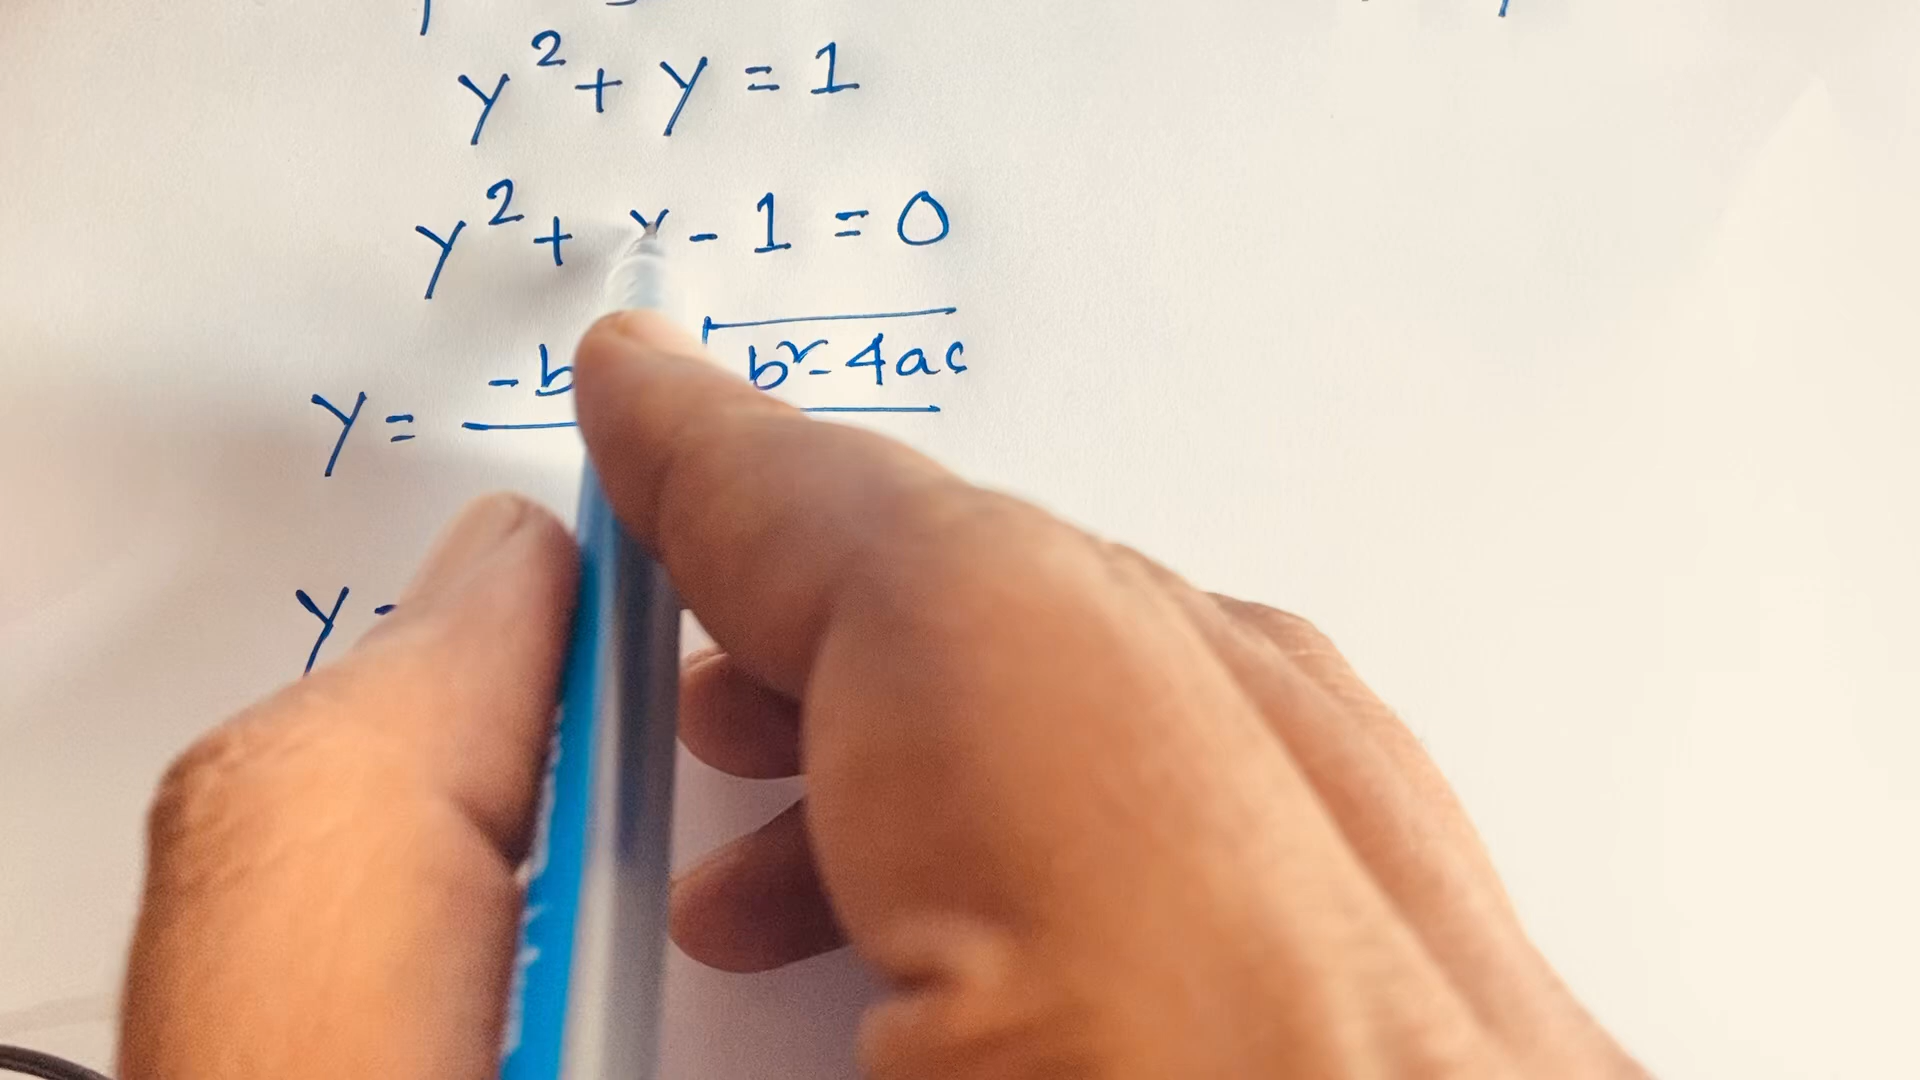 y² + y = 1
y² + y - 1 = 0
y = -b √b² - 4ac
y =